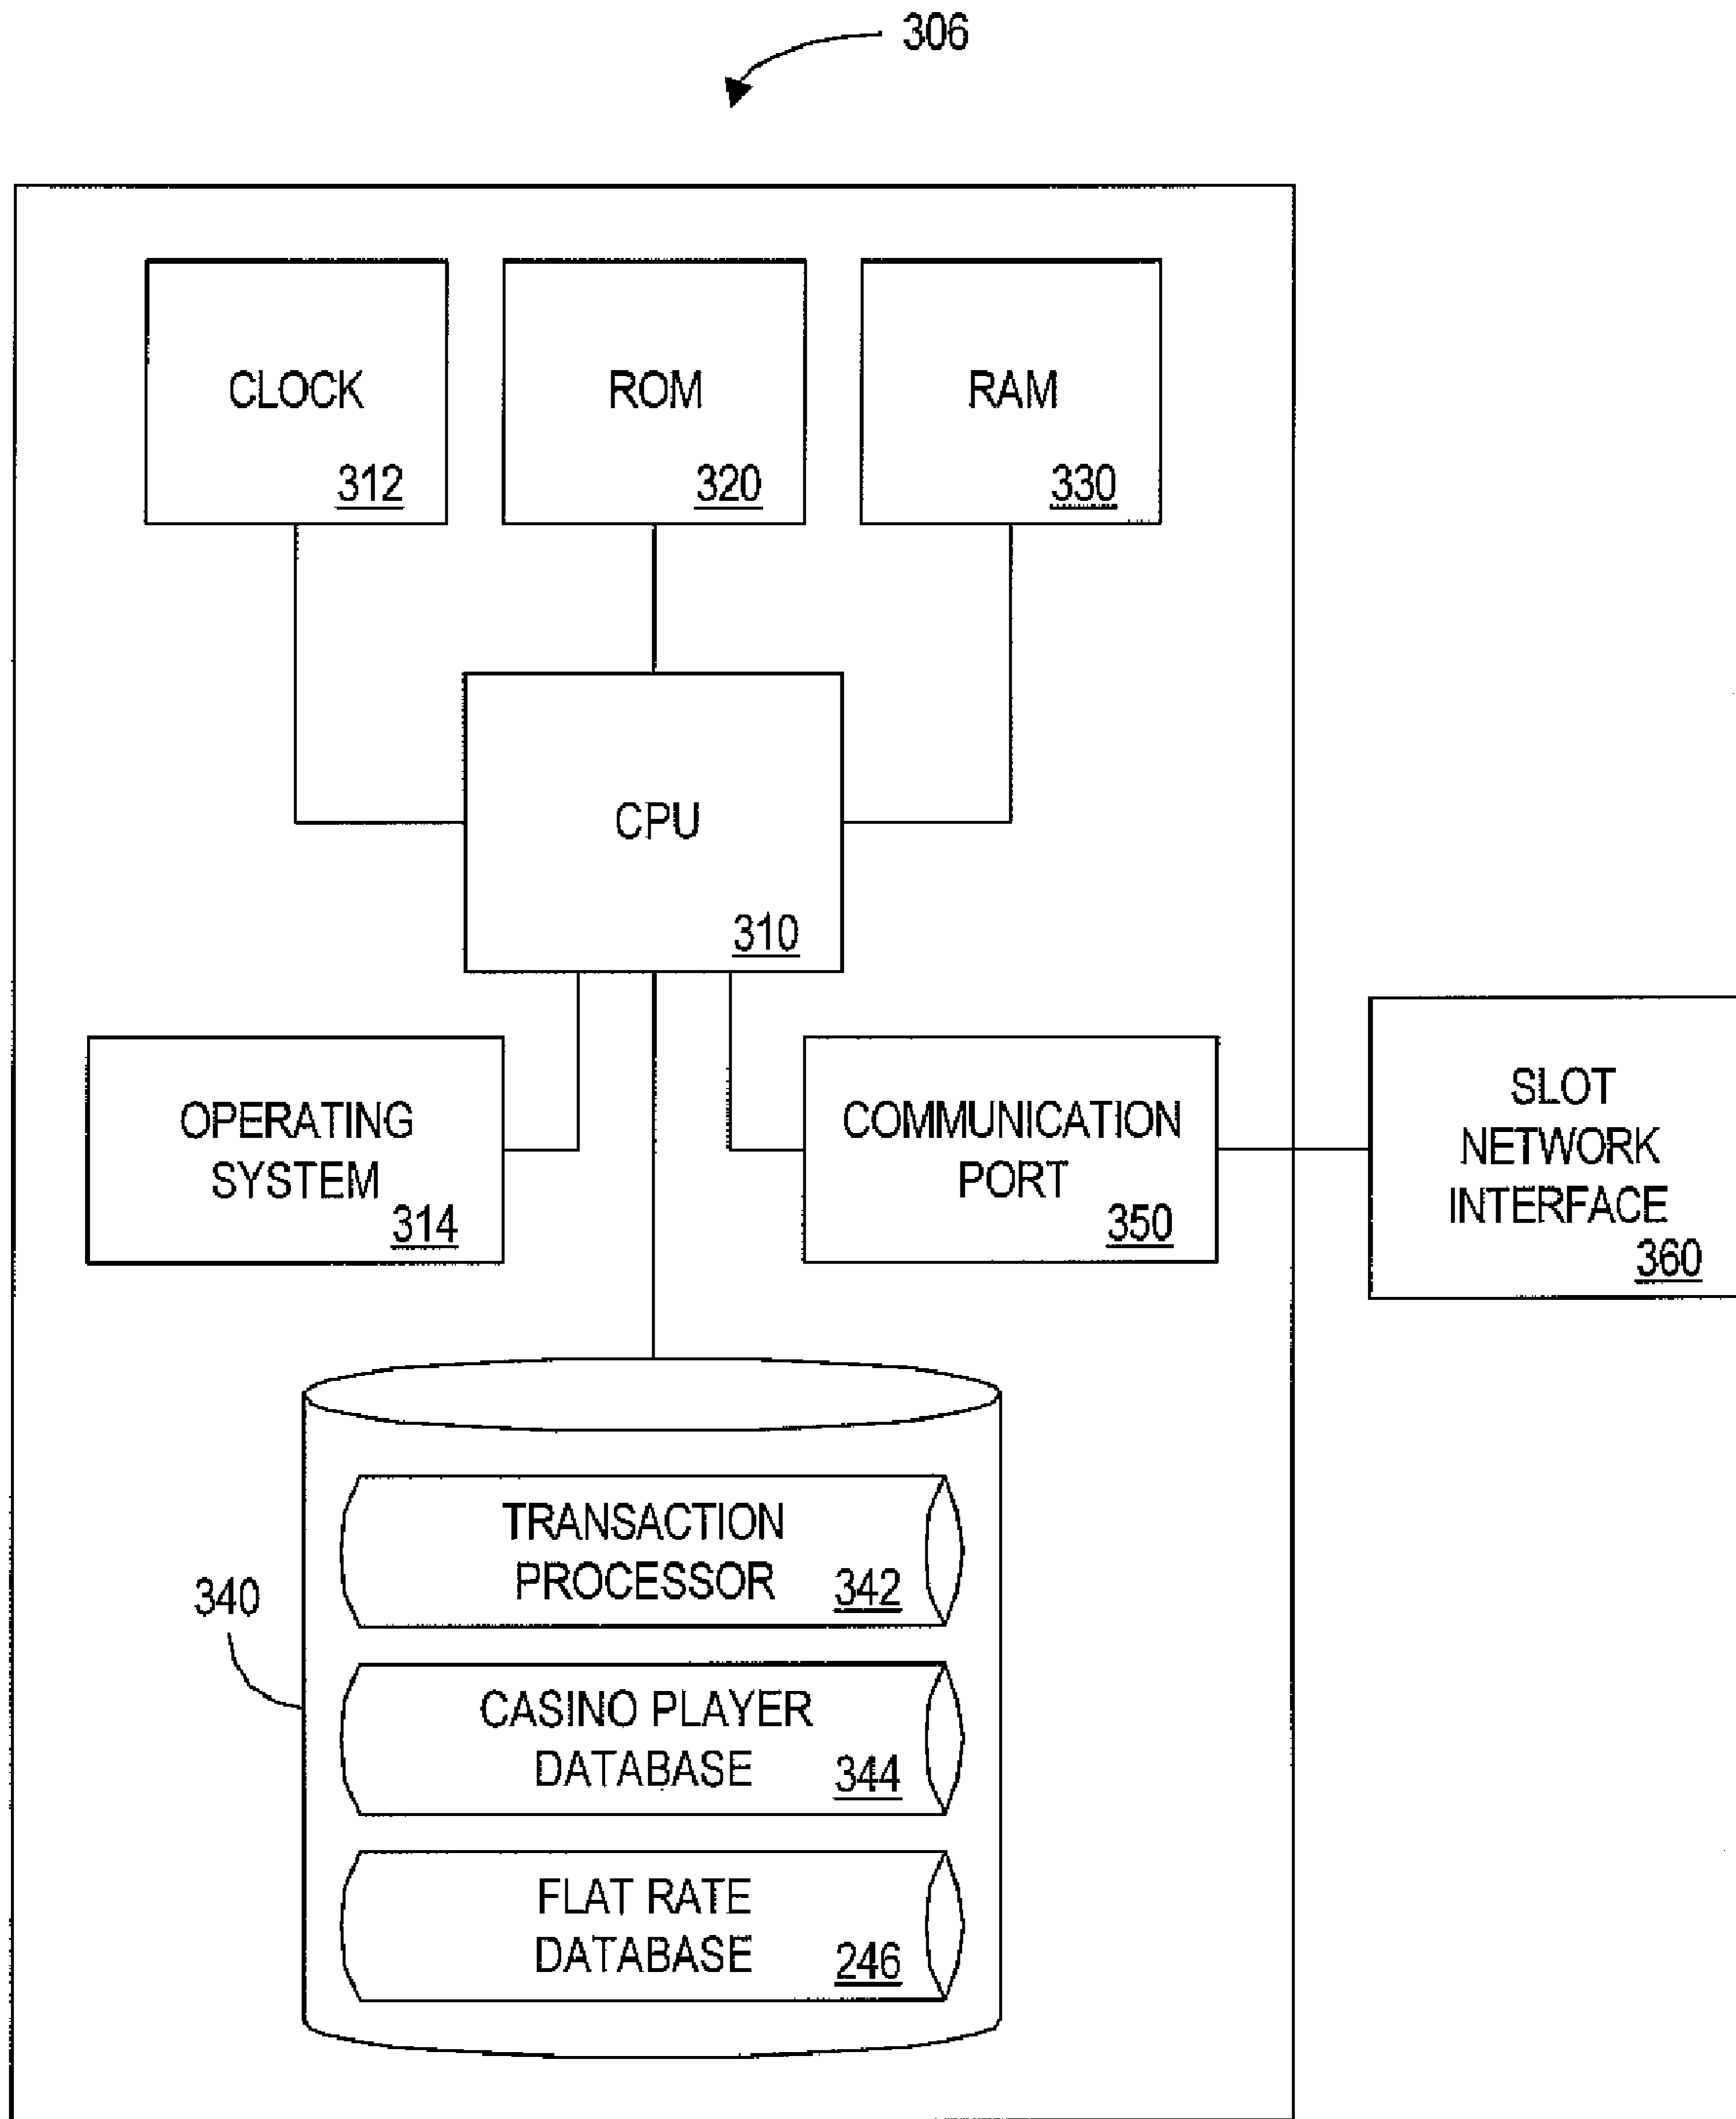 306
CLOCK
312
ROM
320
RAM
330
CPU
310
OPERATING
SYSTEM
314
COMMUNICATION
PORT
350
SLOT
NETWORK
INTERFACE
360
340
TRANSACTION
PROCESSOR
342
CASINO PLAYER
DATABASE
344
FLAT RATE
DATABASE
246